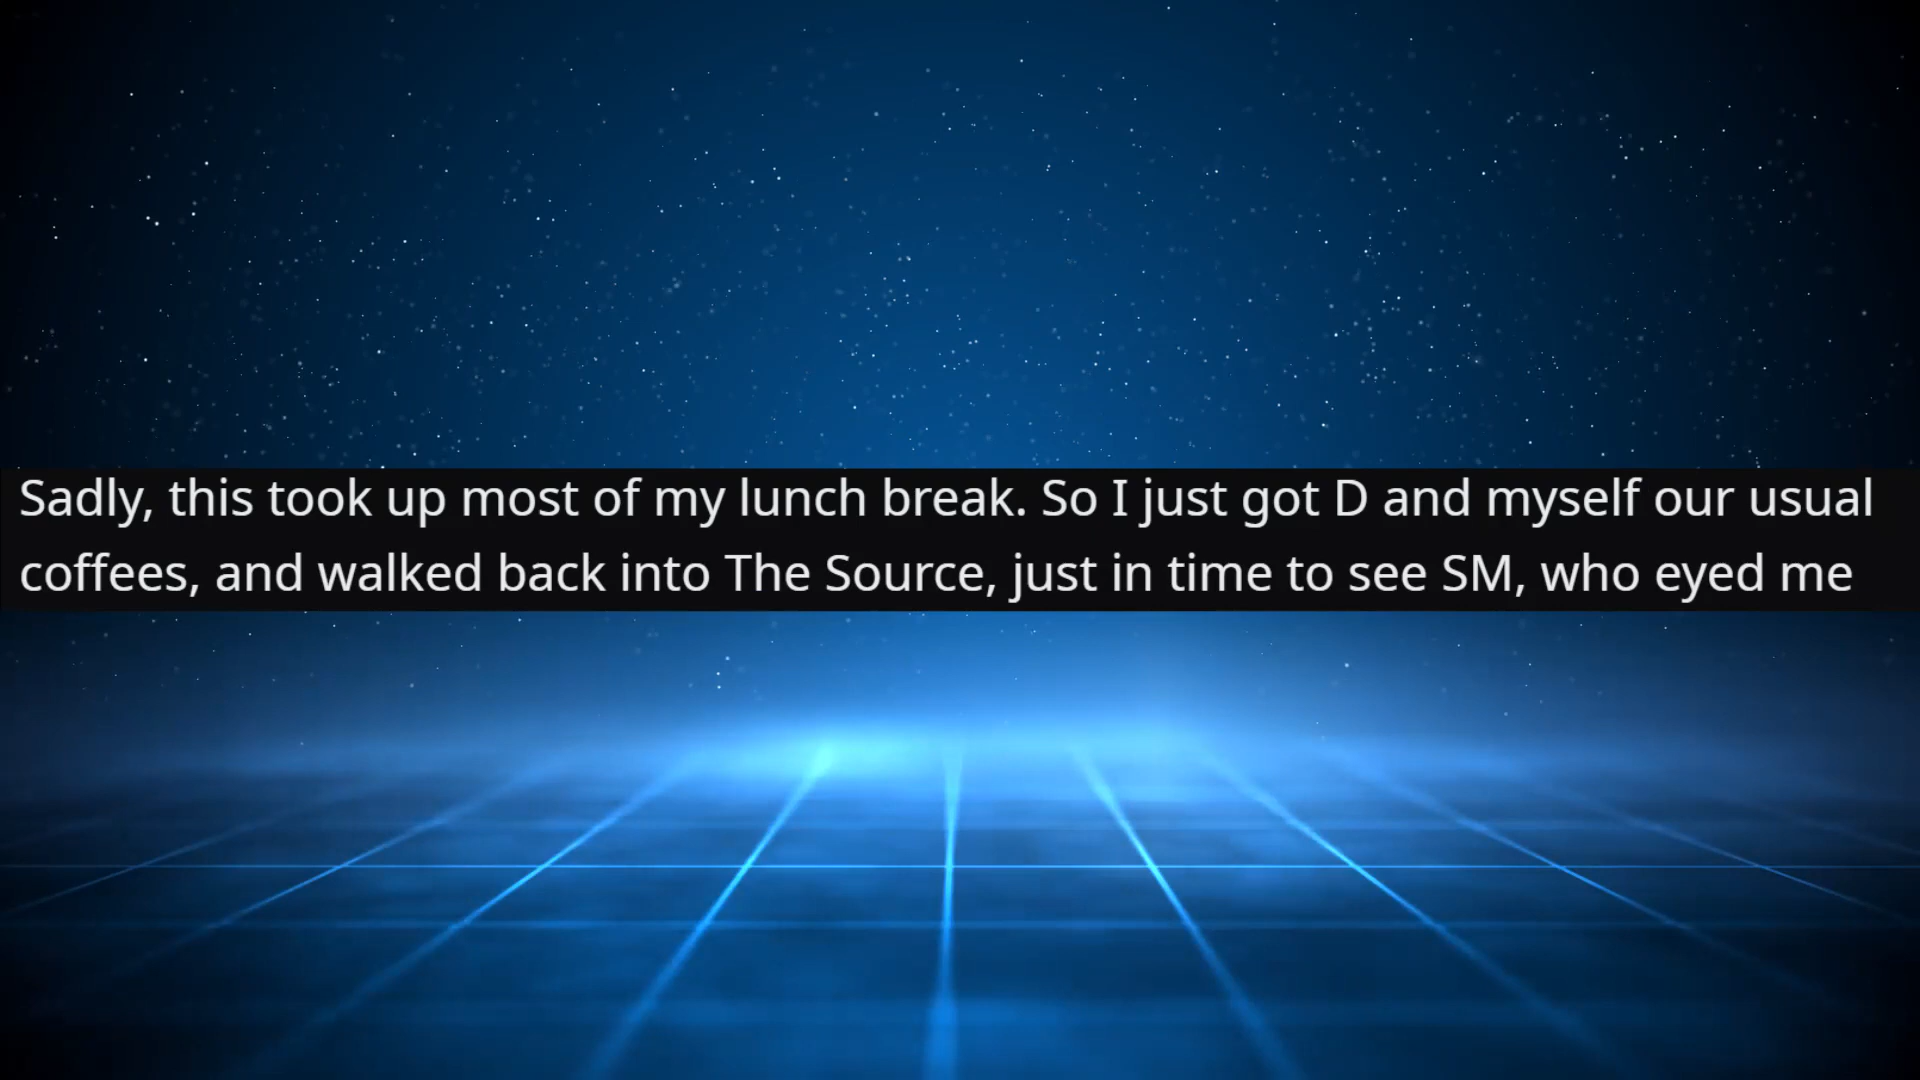 Sadly, this took up most of my lunch break. So I just got D and myself our usual
coffees, and walked back into The Source, just in time to see SM, who eyed me